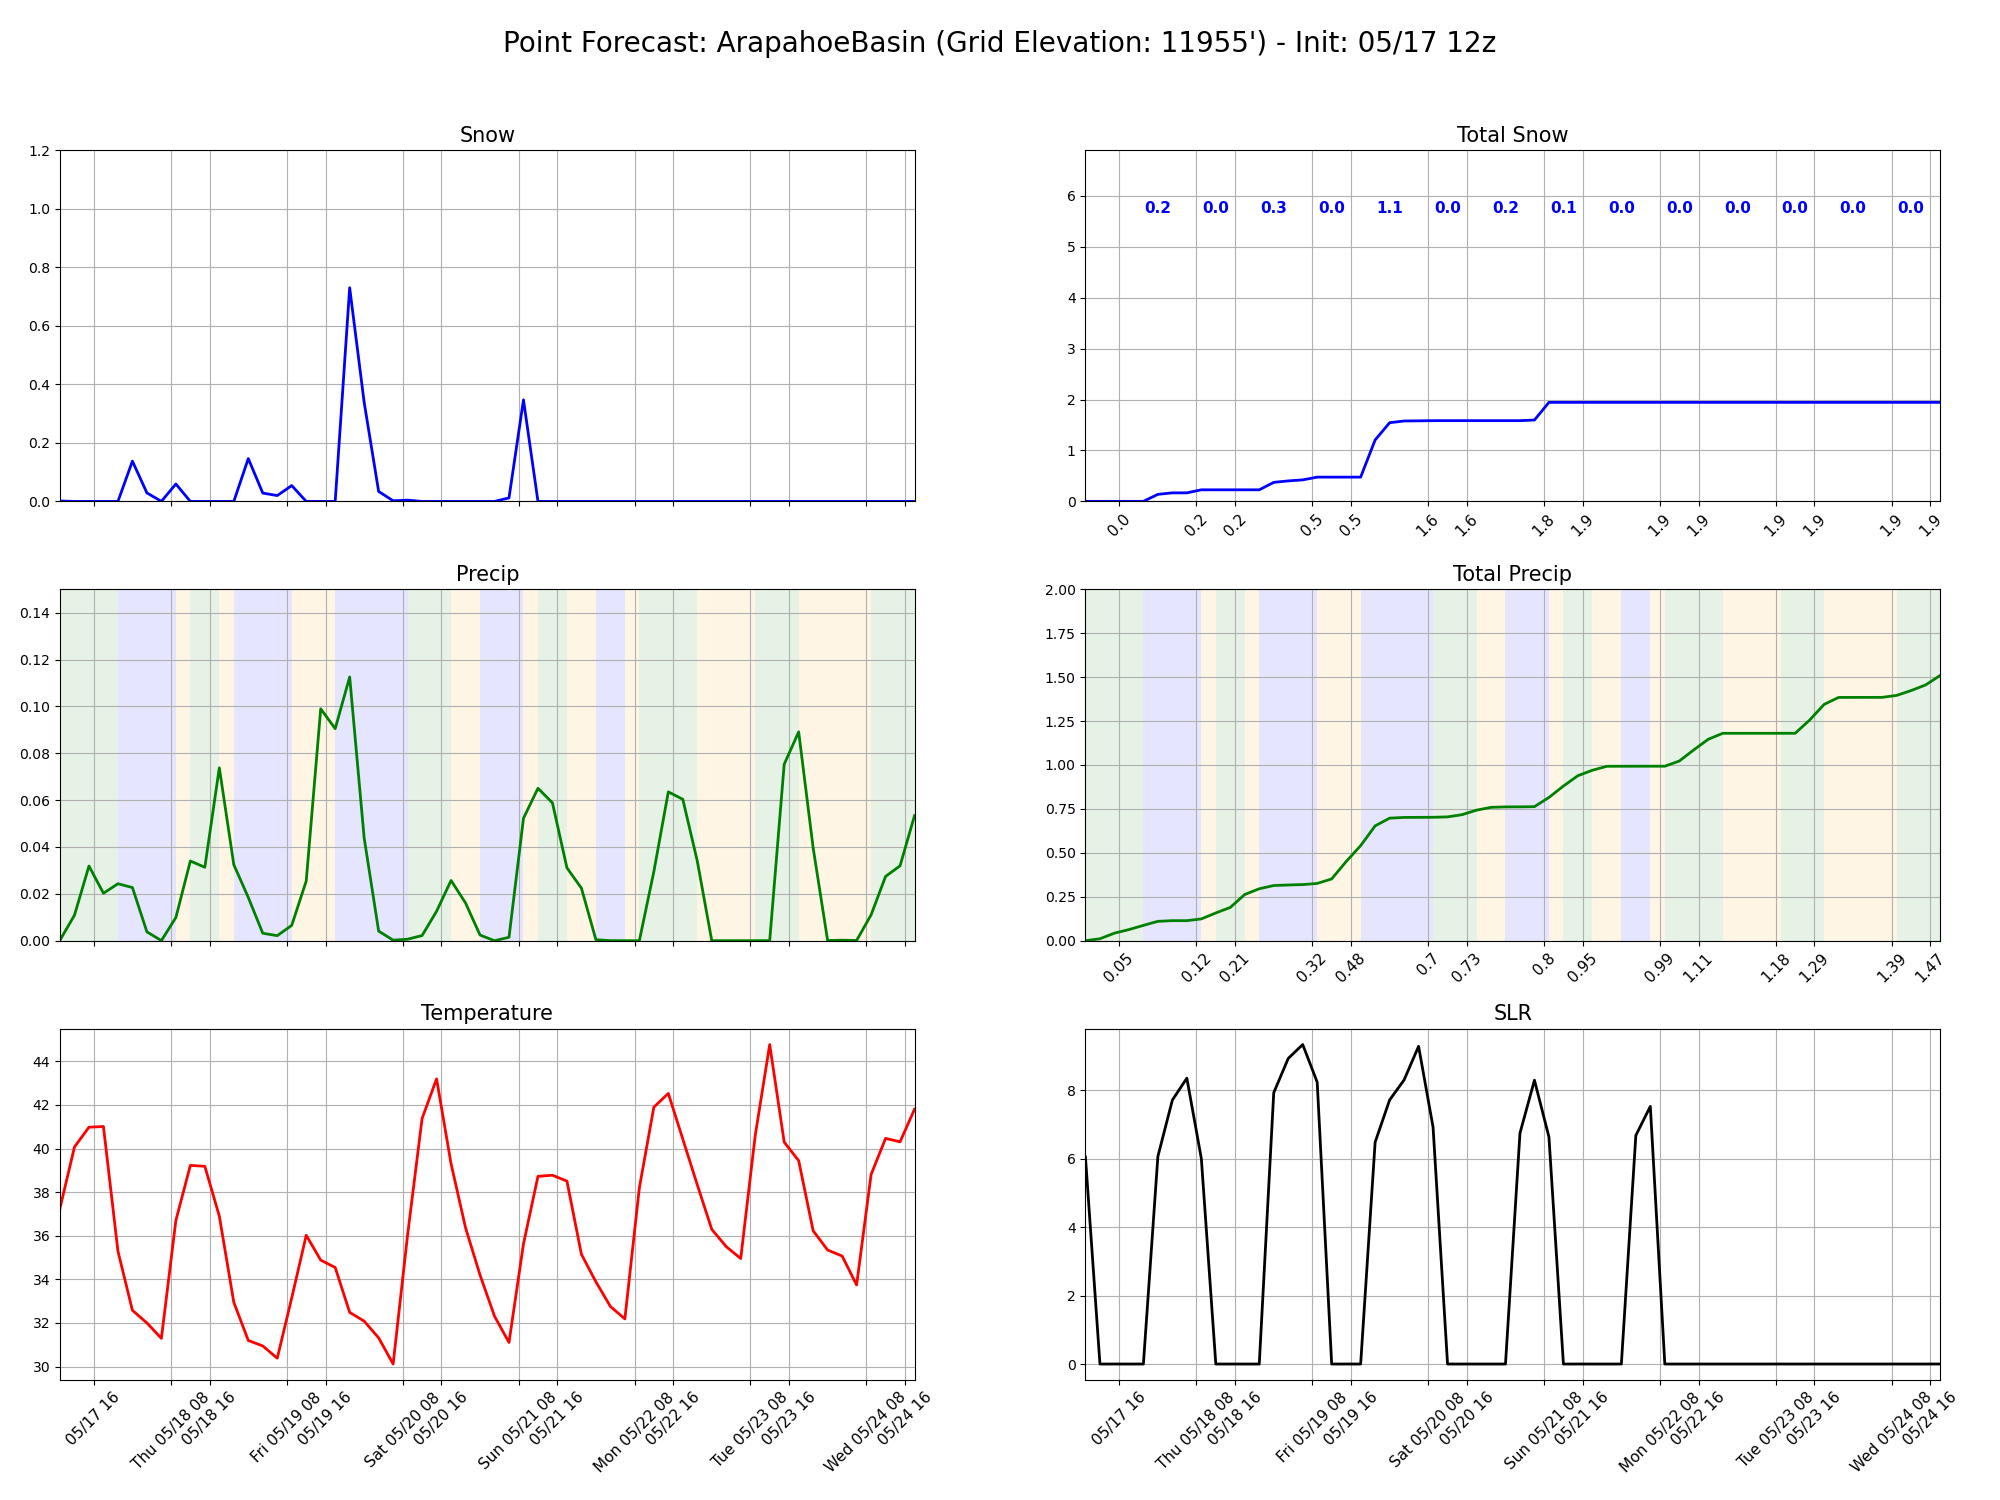 Point Forecast: ArapahoeBasin (Grid Elevation: 11955') - Init: 05/17 12z
Snow
1.2
1.0
0.8
0.6
0.4
0.2
0.0
Total Snow
6
5
4
3
2
1
0
0.2 0.0 0.3 0.0 1.1 0.0 0.2 0.1 0.0 0.0 0.0 0.0 0.0 0.0
0.0 0.2 0.2 0.5 0.5 1.6 1.6 1.8 1.9 1.9 1.9 1.9 1.9 1.9 1.9
Precip
0.14
0.12
0.10
0.08
0.06
0.04
0.02
0.00
Total Precip
2.00
1.75
1.50
1.25
1.00
0.75
0.50
0.25
0.00
0.05 0.12 0.21 0.32 0.48 0.7 0.73 0.8 0.95 0.99 1.11 1.18 1.29 1.39 1.47
Temperature
44
42
40
38
36
34
32
30
05/17 16
Thu 05/18 08
05/18 16
Fri 05/19 08
05/19 16
Sat 05/20 08
05/20 16
Sun 05/21 08
05/21 16
Mon 05/22 08
05/22 16
Tue 05/23 08
05/23 16
Wed 05/24 08
05/24 16
SLR
8
6
4
2
0
05/17 16
Thu 05/18 08
05/18 16
Fri 05/19 08
05/19 16
Sat 05/20 08
05/20 16
Sun 05/21 08
05/21 16
Mon 05/22 08
05/22 16
Tue 05/23 08
05/23 16
Wed 05/24 08
05/24 16